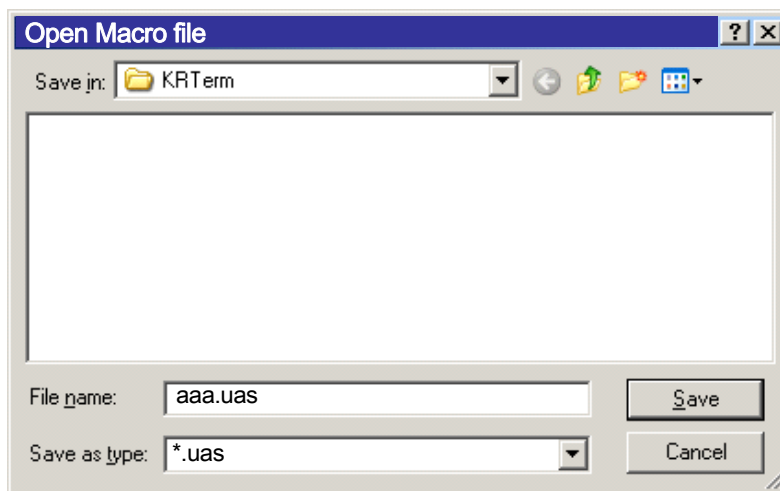 Open Macro file
Save in: KRTerm
File name: aaa.uas Save
Save as type: *.uas Cancel